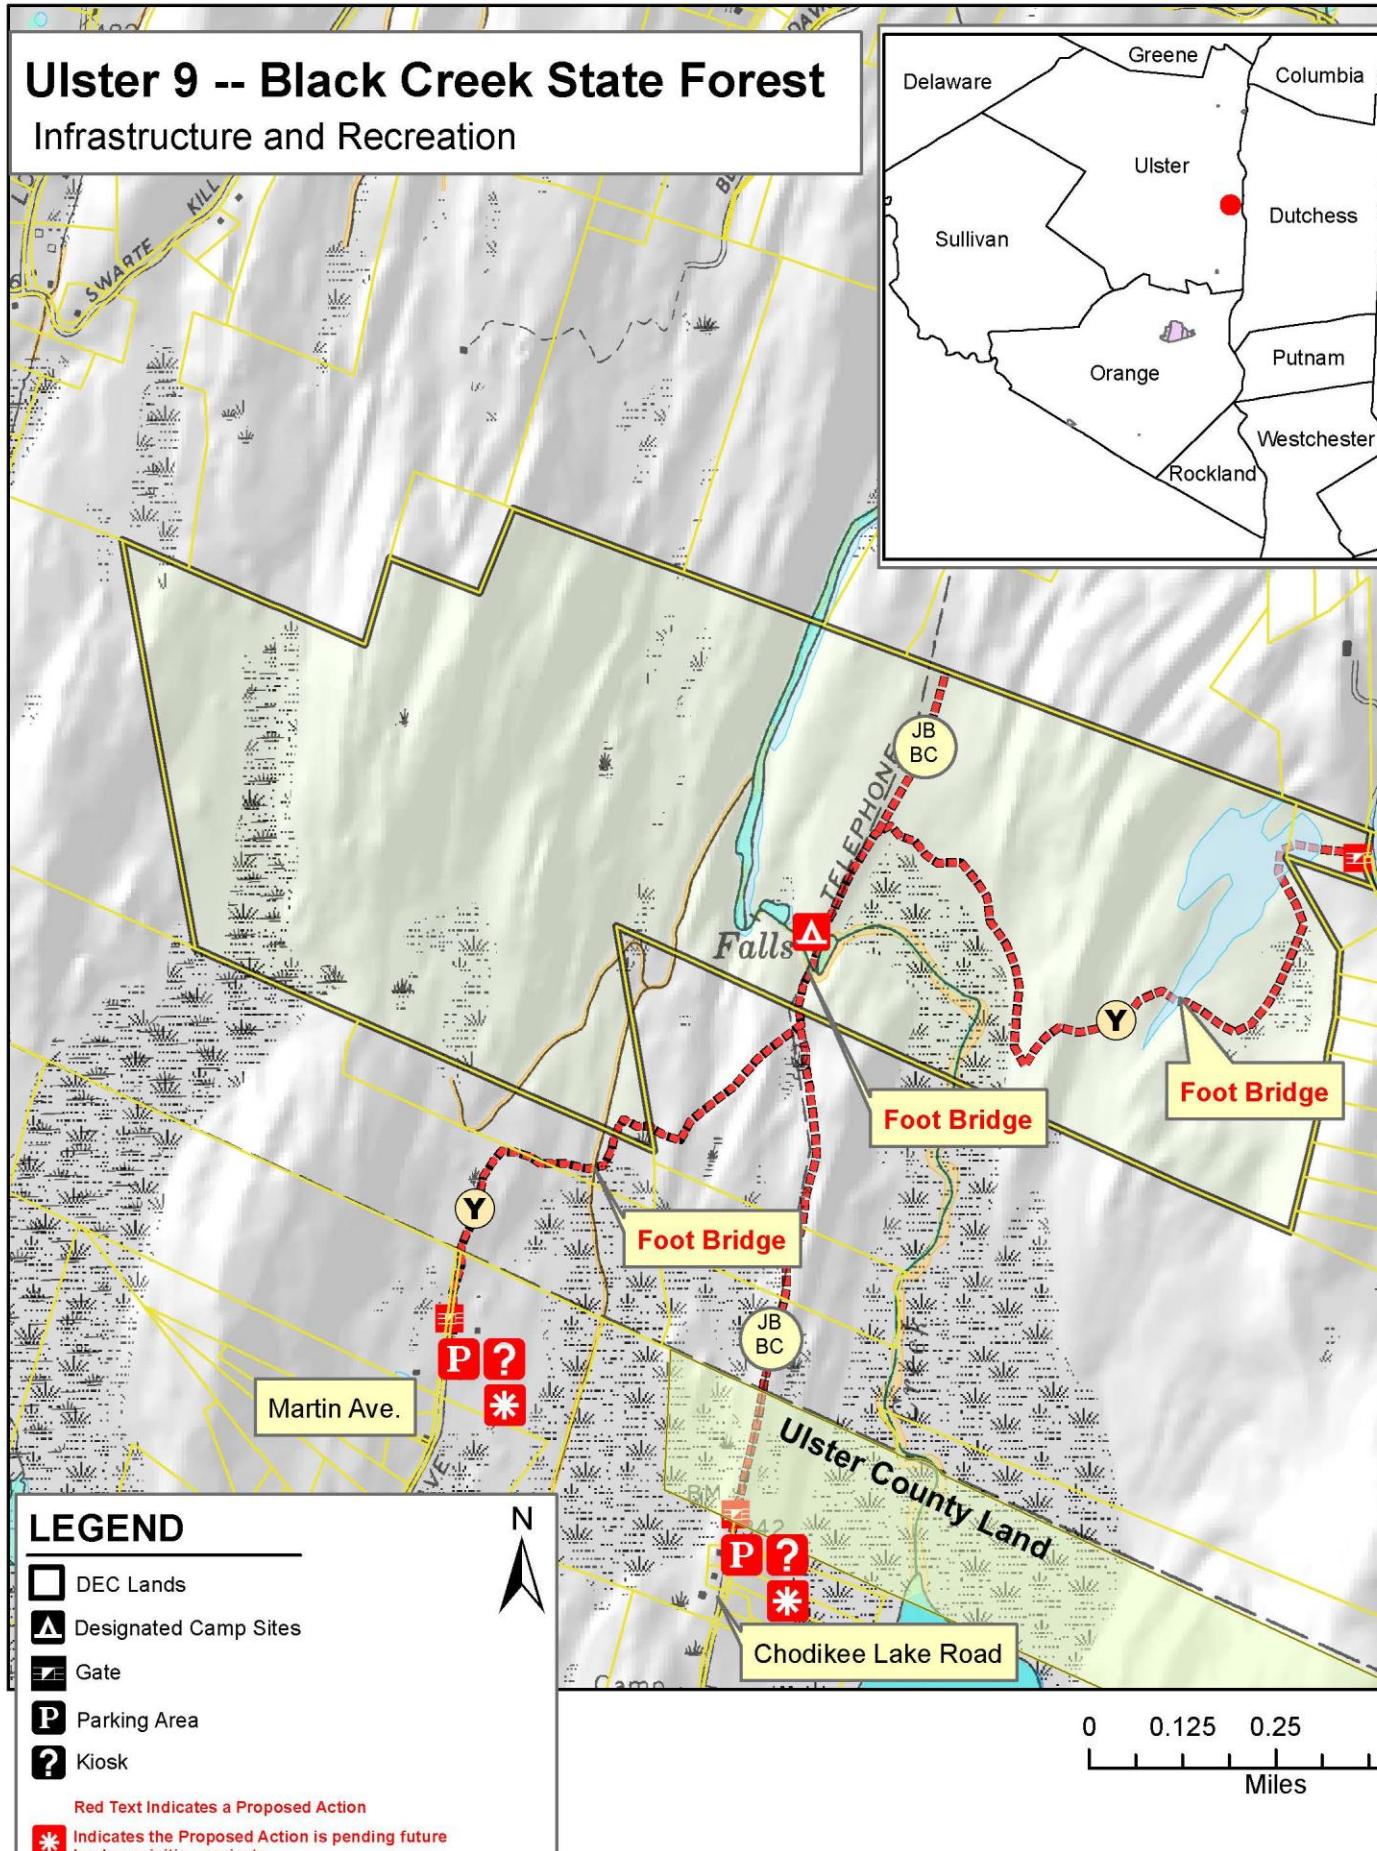 Ulster 9 -- Black Creek State Forest
Infrastructure and Recreation
Delaware
Greene
Columbia
Ulster
Sullivan
Dutchess
Orange
Putnam
Westchester
Rockland
SWARTE
KILL
JB
BC
TELEPHONE
Falls
Y
Foot Bridge
Foot Bridge
Y
Foot Bridge
JB
BC
P ?
Martin Ave.
Ulster County Land
BM
P ?
Chodikee Lake Road
Camp
LEGEND
N
DEC Lands
Designated Camp Sites
Gate
P Parking Area
? Kiosk
Red Text Indicates a Proposed Action
Indicates the Proposed Action is pending future
0 0.125 0.25
Miles